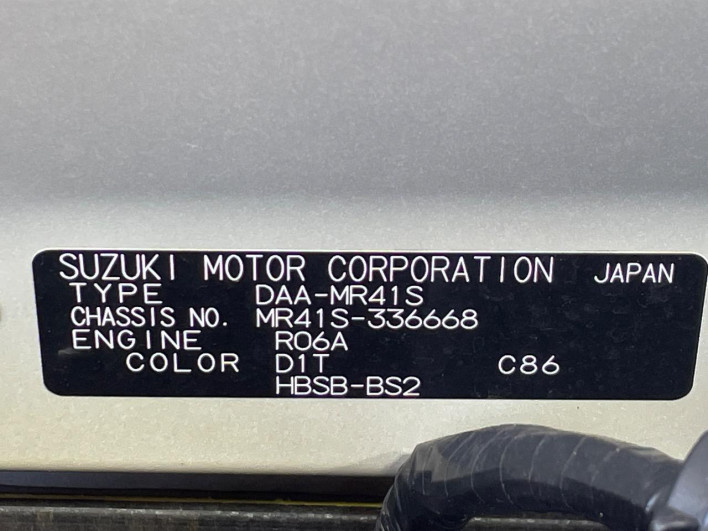 SUZUKI MOTOR CORPORATION JAPAN
TYPE DAA-MR41S
CHASSIS NO. MR41S-336668
ENGINE R06A
COLOR D1T C86
HBSB-BS2